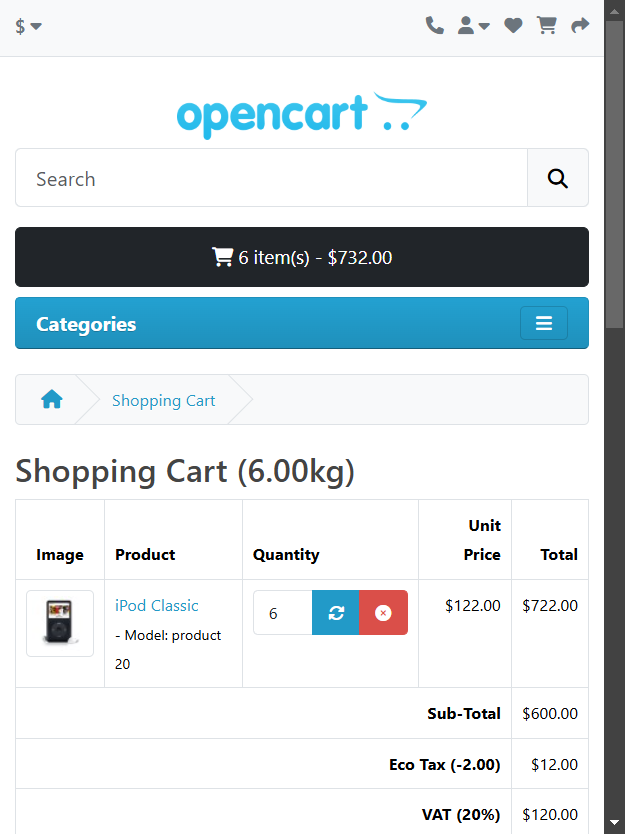 $
opencart
Search
6 item(s) - $732.00
Categories
Shopping Cart
Shopping Cart (6.00kg)
Image Product Quantity Unit Price Total
iPod Classic 6 $122.00 $722.00
- Model: product
20
Sub-Total $600.00
Eco Tax (-2.00) $12.00
VAT (20%) $120.00